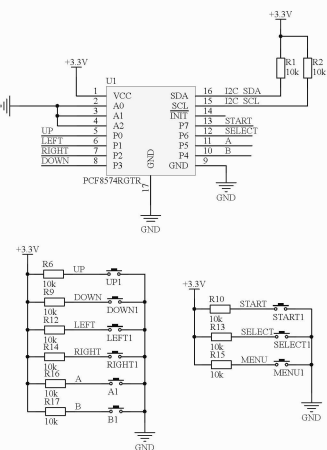 +3.3V
R1
10k
R2
10k
+3.3V
U1
1 VCC SDA 16 I2C_SDA
2 A0 SCL 15 I2C_SCL
3 A1 INIT 14
4 A2 P7 13 START
UP 5 P0 P6 12 SELECT
LEFT 6 P1 P5 11 A
RIGHT 7 P2 P4 10 B
DOWN 8 P3 GND 9
GND
PCF8574RGTR
17
GND
GND
+3.3V
R6 UP
10k UP1
R9 DOWN
10k DOWN1
R12 LEFT
10k LEFT1
R14 RIGHT
10k RIGHT1
R16 A
10k A1
R17 B
10k B1
GND
+3.3V
R10 START
10k START1
R13 SELECT
10k SELECT1
R15 MENU
10k MENU1
GND